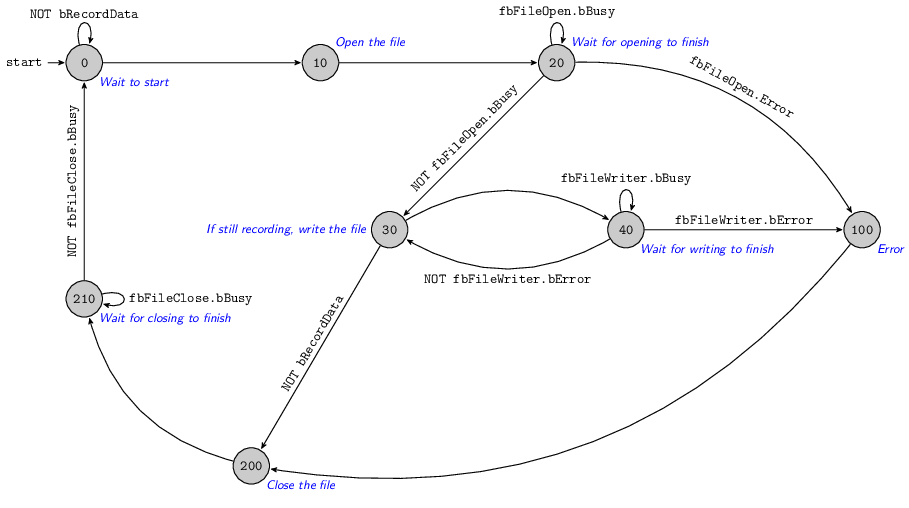 NOT bRecordData
fbFileOpen.bBusy
start
0
10
20
Open the file
Wait for opening to finish
Wait to start
fbFileOpen.Error
NOT fbFileClose.bBusy
NOT fbFileOpen.bBusy
fbFileWriter.bBusy
If still recording, write the file
30
40
fbFileWriter.bError
100
Wait for writing to finish
Error
NOT fbFileWriter.bError
210
fbFileClose.bBusy
Wait for closing to finish
NOT bRecordData
200
Close the file